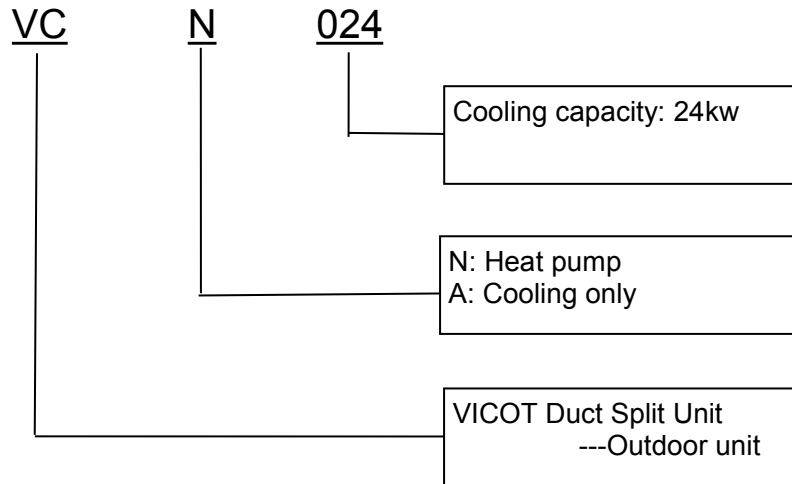 VC N 024
Cooling capacity: 24kw
N: Heat pump
A: Cooling only
VICOT Duct Split Unit
---Outdoor unit